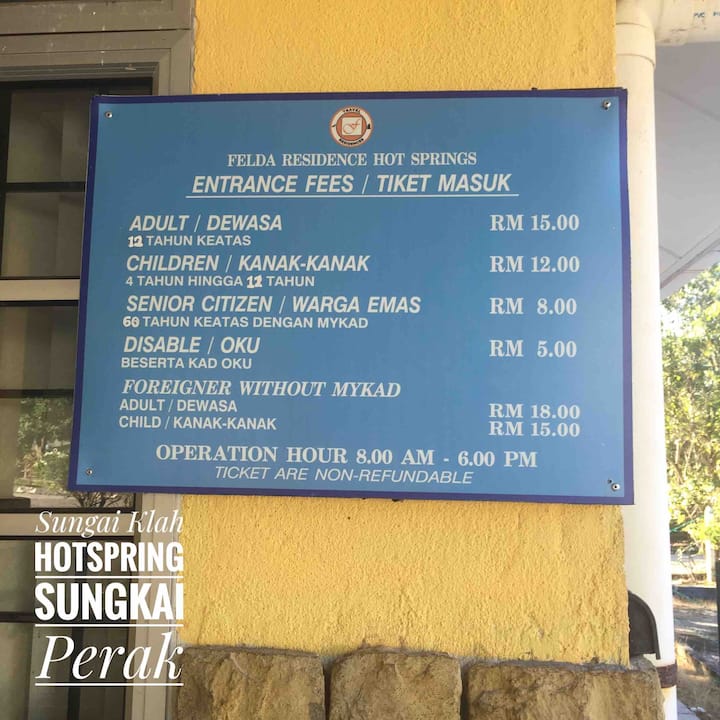 TRAVEL
RESIDENCES
FELDA RESIDENCE HOT SPRINGS
ENTRANCE FEES / TIKET MASUK
ADULT / DEWASA RM 15.00
12 TAHUN KEATAS
CHILDREN / KANAK-KANAK RM 12.00
4 TAHUN HINGGA 12 TAHUN
SENIOR CITIZEN / WARGA EMAS RM 8.00
60 TAHUN KEATAS DENGAN MYKAD
DISABLE / OKU RM 5.00
BESERTA KAD OKU
FOREIGNER WITHOUT MYKAD
ADULT / DEWASA RM 18.00
CHILD / KANAK-KANAK RM 15.00
OPERATION HOUR 8.00 AM - 6.00 PM
TICKET ARE NON-REFUNDABLE
Sungai Klah
HOTSPRING
SUNGKAI
Perak